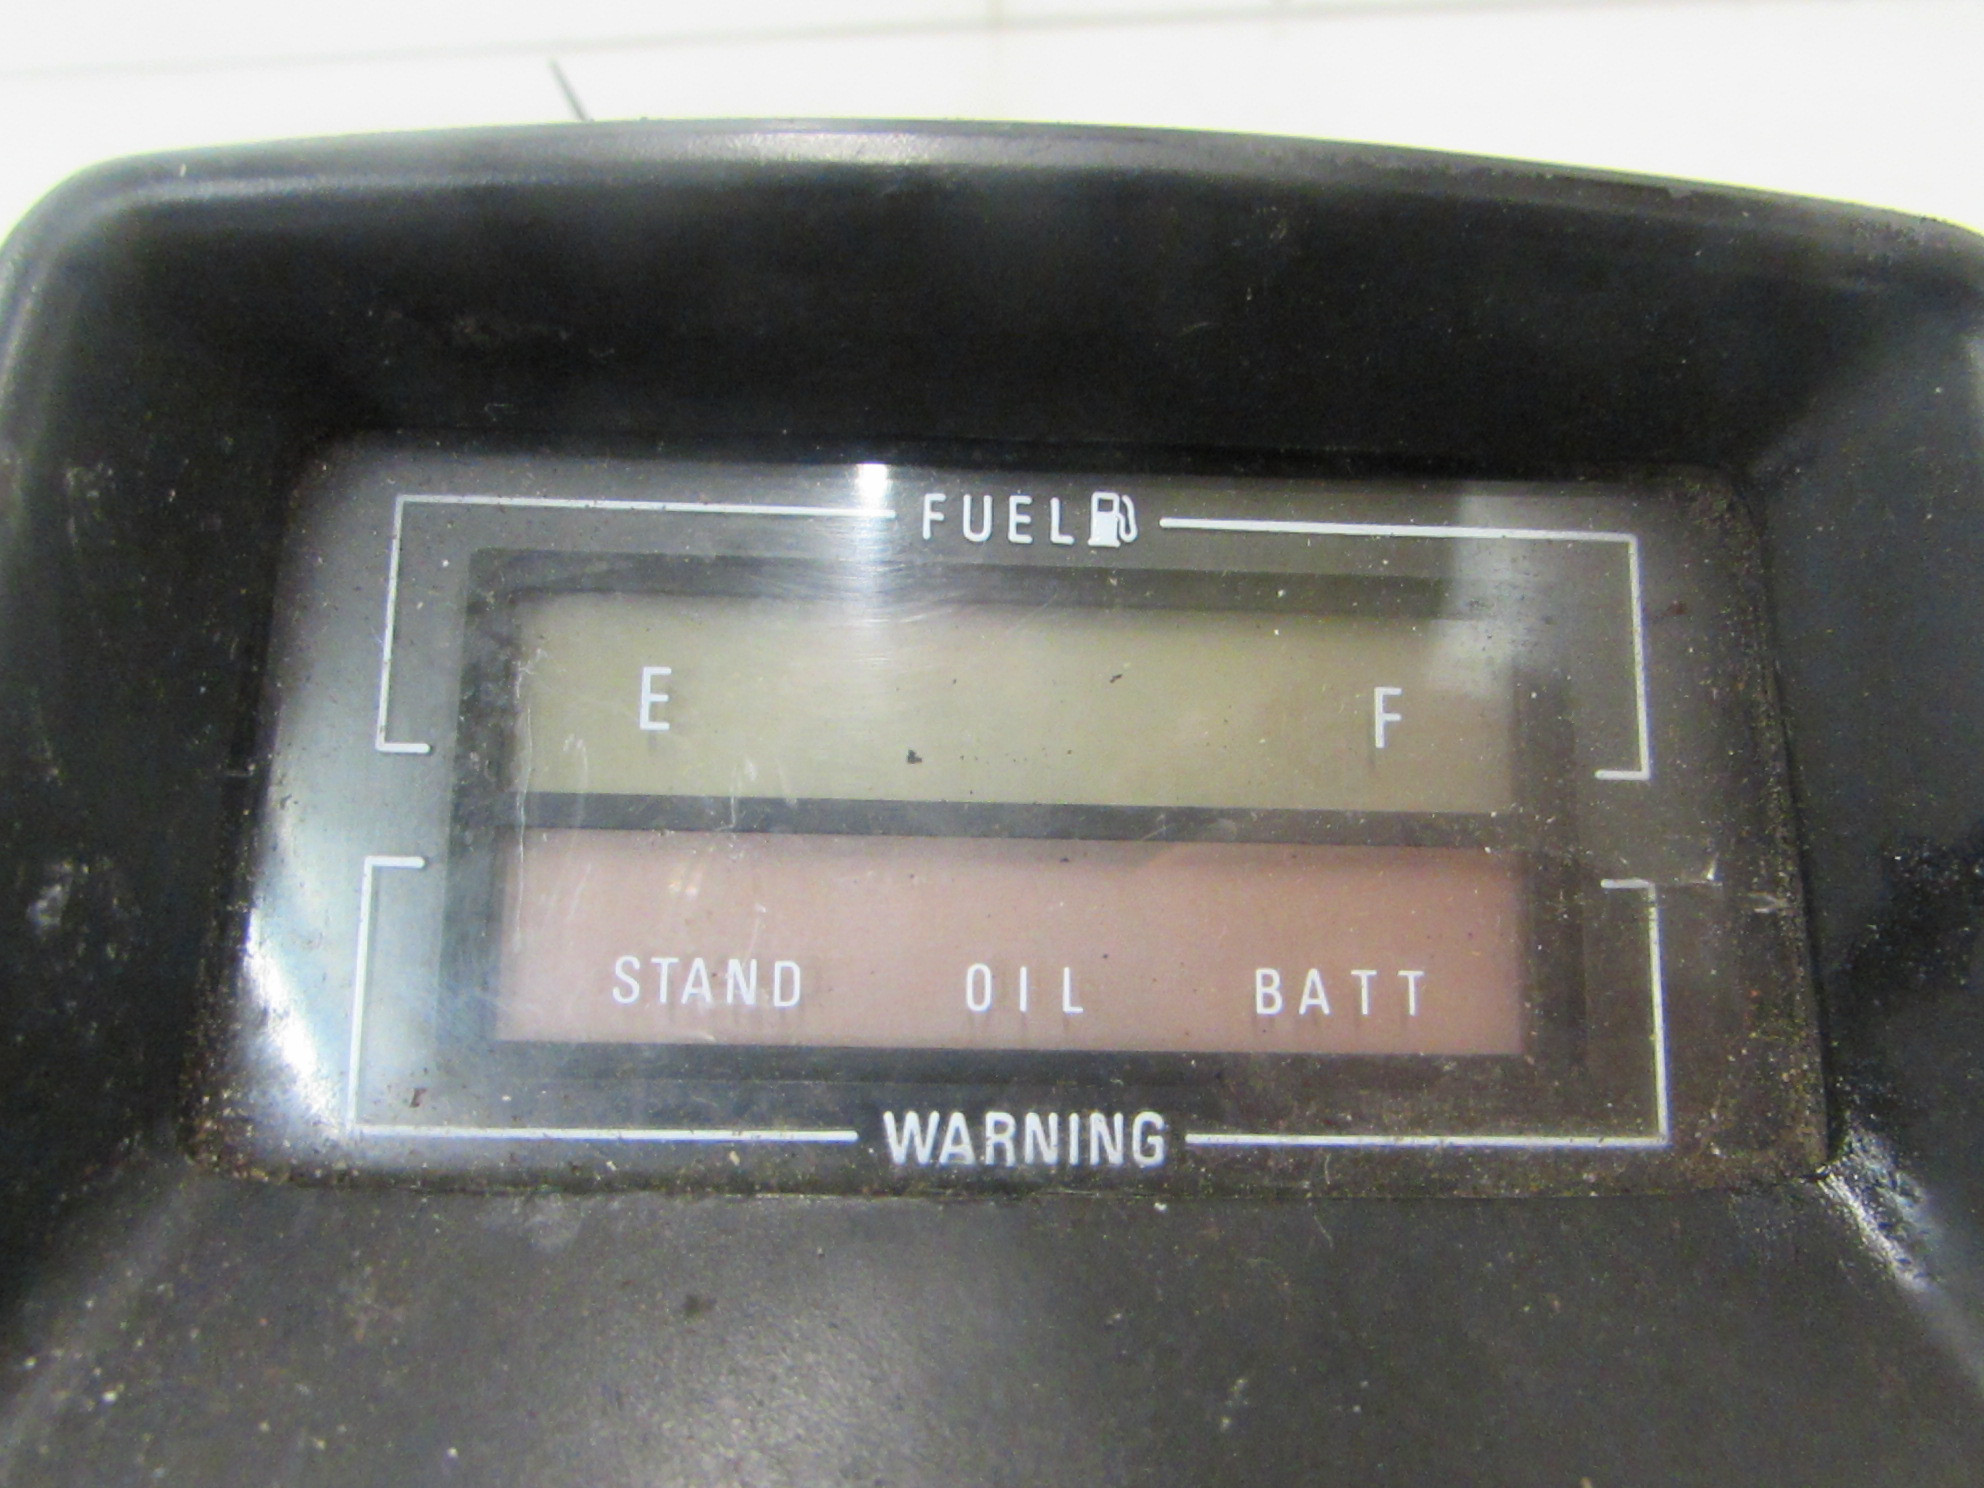 FUEL
E F
STAND OIL BATT
WARNING